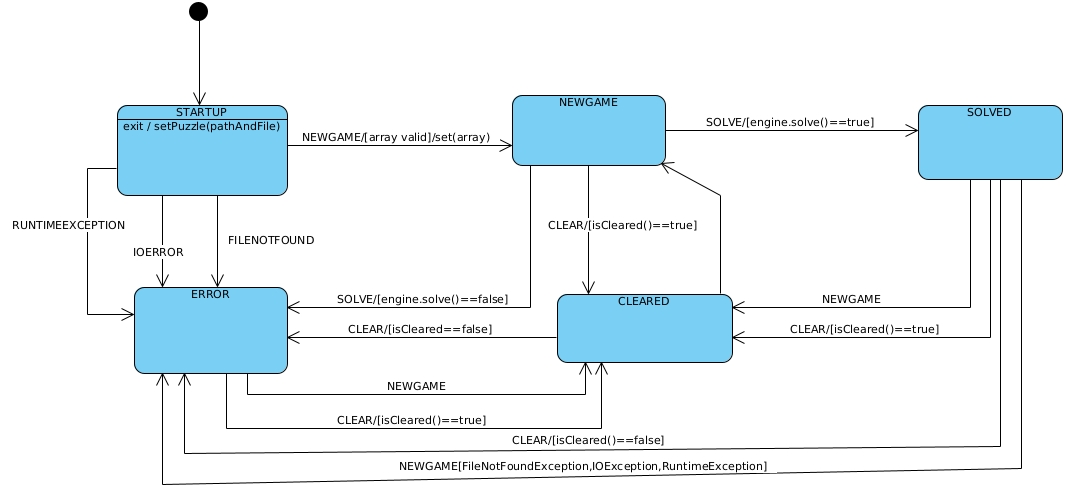 STARTUP
exit / setPuzzle(pathAndFile)
NEWGAME
SOLVED
SOLVE/[engine.solve()==true]
NEWGAME/[array valid]/set(array)
RUNTIMEEXCEPTION
IOERROR
FILENOTFOUND
CLEAR/[isCleared()==true]
ERROR
CLEARED
SOLVE/[engine.solve()==false]
NEWGAME
CLEAR/[isCleared==false]
CLEAR/[isCleared()==true]
NEWGAME
CLEAR/[isCleared()==true]
CLEAR/[isCleared()==false]
NEWGAME[FileNotFoundException,IOException,RuntimeException]